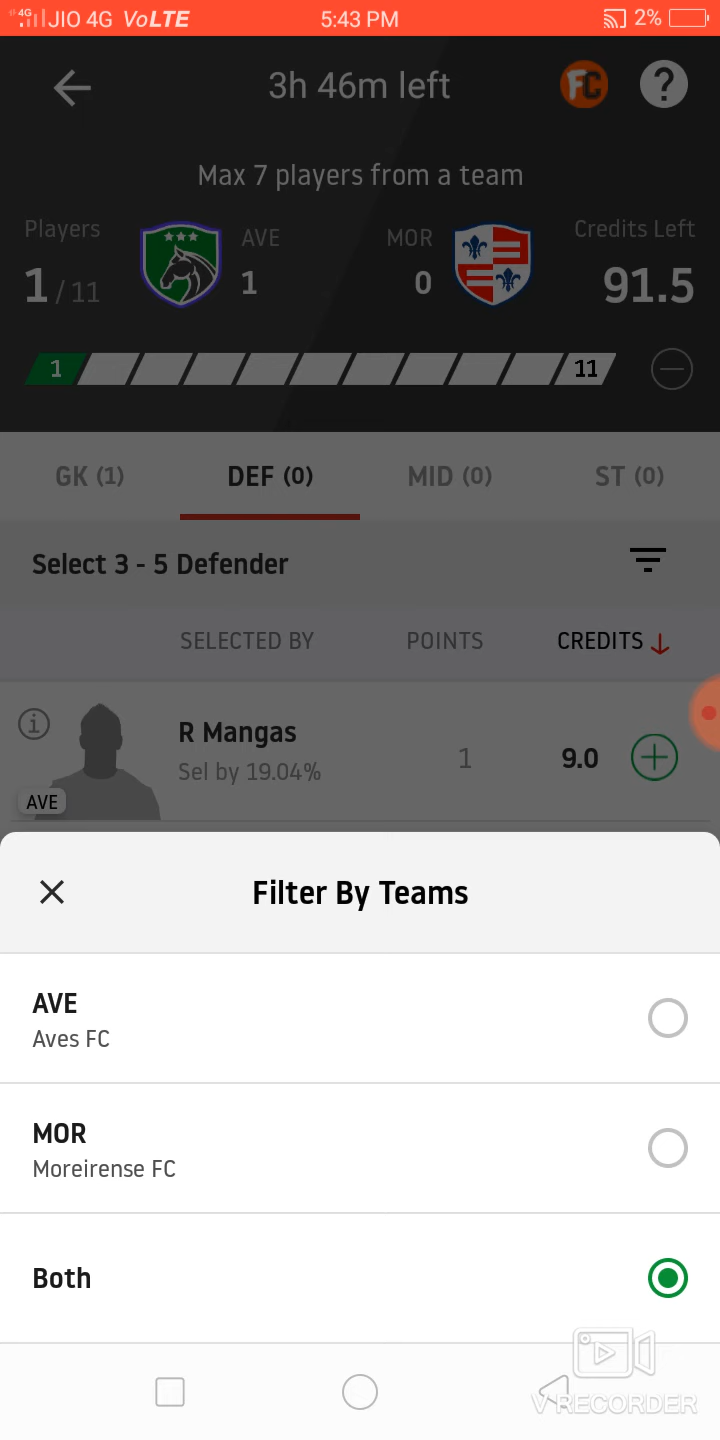 4G JIO 4G VoLTE 5:43 PM 2%
3h 46m left FC ?
Max 7 players from a team
Players AVE MOR Credits Left
1 / 11 1 0 91.5
1 11
GK (1) DEF (0) MID (0) ST (0)
Select 3 - 5 Defender
SELECTED BY POINTS CREDITS
R Mangas
Sel by 19.04% 1 9.0
AVE
Filter By Teams
AVE
Aves FC
MOR
Moreirense FC
Both
V RECORDER